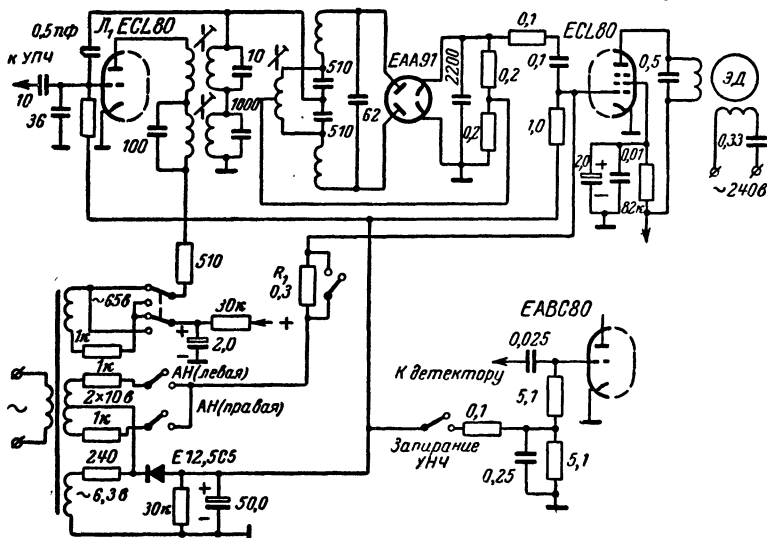 Л₁ ECL80
0,5пф
к УПЧ
10
36
100
10
1000
510
510
62
EAA91
2200
0,1
0,2
0,2
0,1
1,0
ECL80
0,5
ЭД
0,33
~240в
2,0
+
-
0,01
82к
510
~65в
1к
30к
+
+
-
2,0
R₁
0,3
1к
2×10в
1к
АН(левая)
АН(правая)
~
240
~6,3в
E12,5C5
30к
+
-
50,0
EABC80
0,025
К детектору
5,1
Запирание
УНЧ
0,1
0,25
5,1